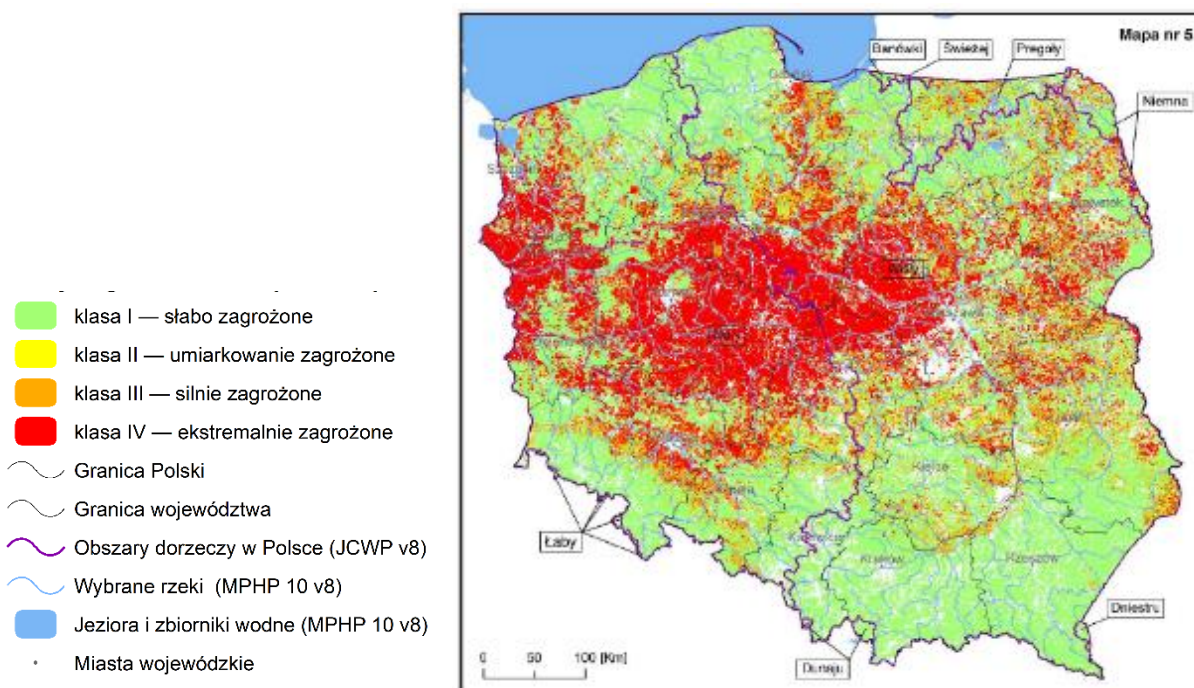 klasa I — słabo zagrożone
klasa II — umiarkowanie zagrożone
klasa III — silnie zagrożone
klasa IV — ekstremalnie zagrożone
Granica Polski
Granica województwa
Obszary dorzeczy w Polsce (JCWP v8)
Wybrane rzeki (MPHP 10 v8)
Jeziora i zbiorniki wodne (MPHP 10 v8)
Miasta wojewódzkie
Mapa nr 5
Banówki
Świeżej
Pregoły
Niemna
Wisły
Kielce
Łaby
Kraków
Rzeszów
Dniestru
Dunaju
0 50 100 [Km]